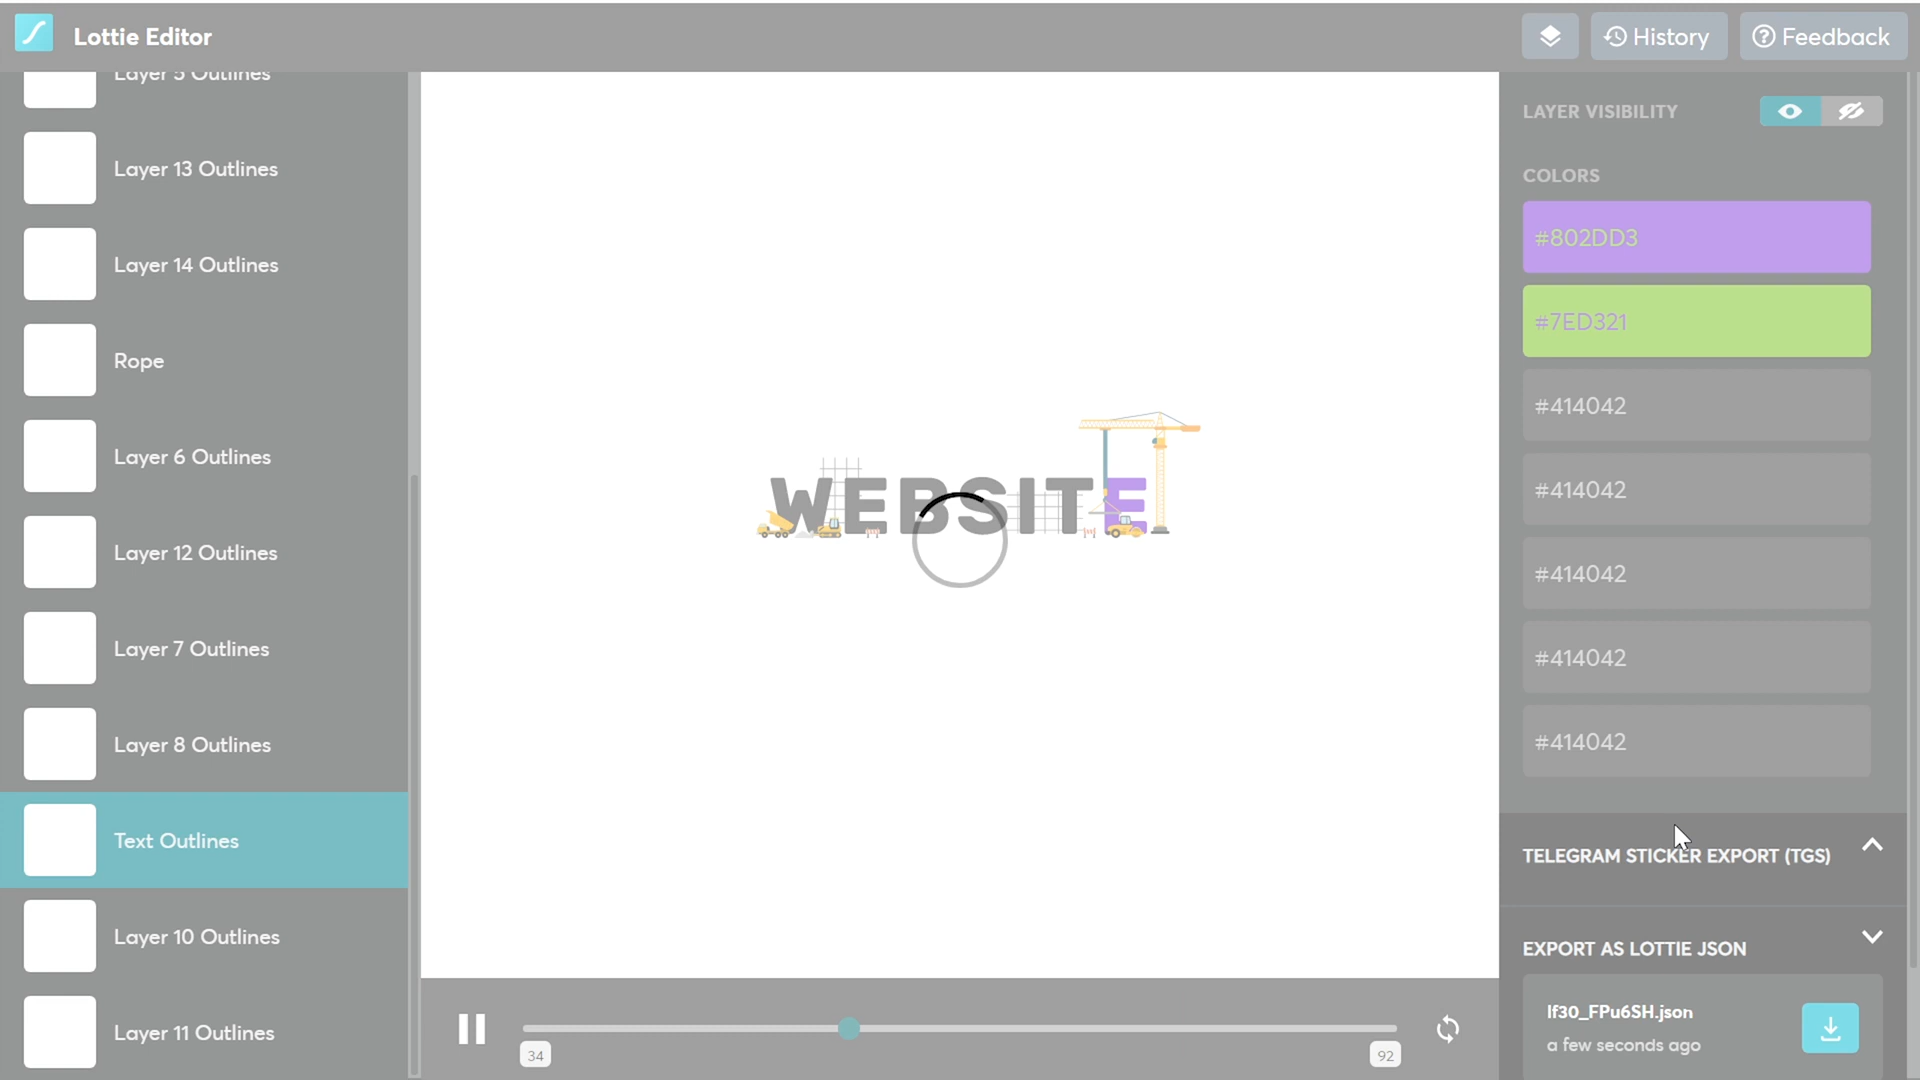 Lottie Editor
History
Feedback
Layer 5 Outlines
Layer 13 Outlines
Layer 14 Outlines
Rope
Layer 6 Outlines
Layer 12 Outlines
Layer 7 Outlines
Layer 8 Outlines
Text Outlines
Layer 10 Outlines
Layer 11 Outlines
WEBSITE
34
92
LAYER VISIBILITY
COLORS
#802DD3
#7ED321
#414042
#414042
#414042
#414042
#414042
TELEGRAM STICKER EXPORT (TGS)
EXPORT AS LOTTIE JSON
lf30_FPu6SH.json
a few seconds ago